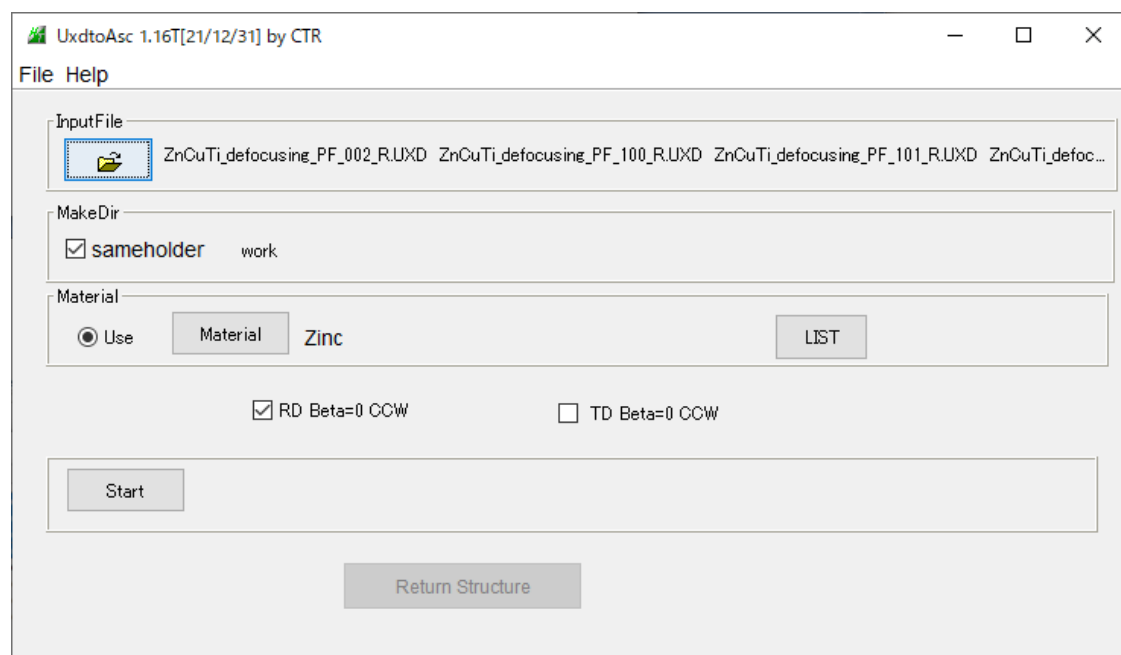 UxdtoAsc 1.16T[21/12/31] by CTR
File Help
InputFile
ZnCuTi_defocusing_PF_002_R.UXD ZnCuTi_defocusing_PF_100_R.UXD ZnCuTi_defocusing_PF_101_R.UXD ZnCuTi_defoc...
MakeDir
sameholder work
Material
Use Material Zinc LIST
RD Beta=0 CCW TD Beta=0 CCW
Start
Return Structure